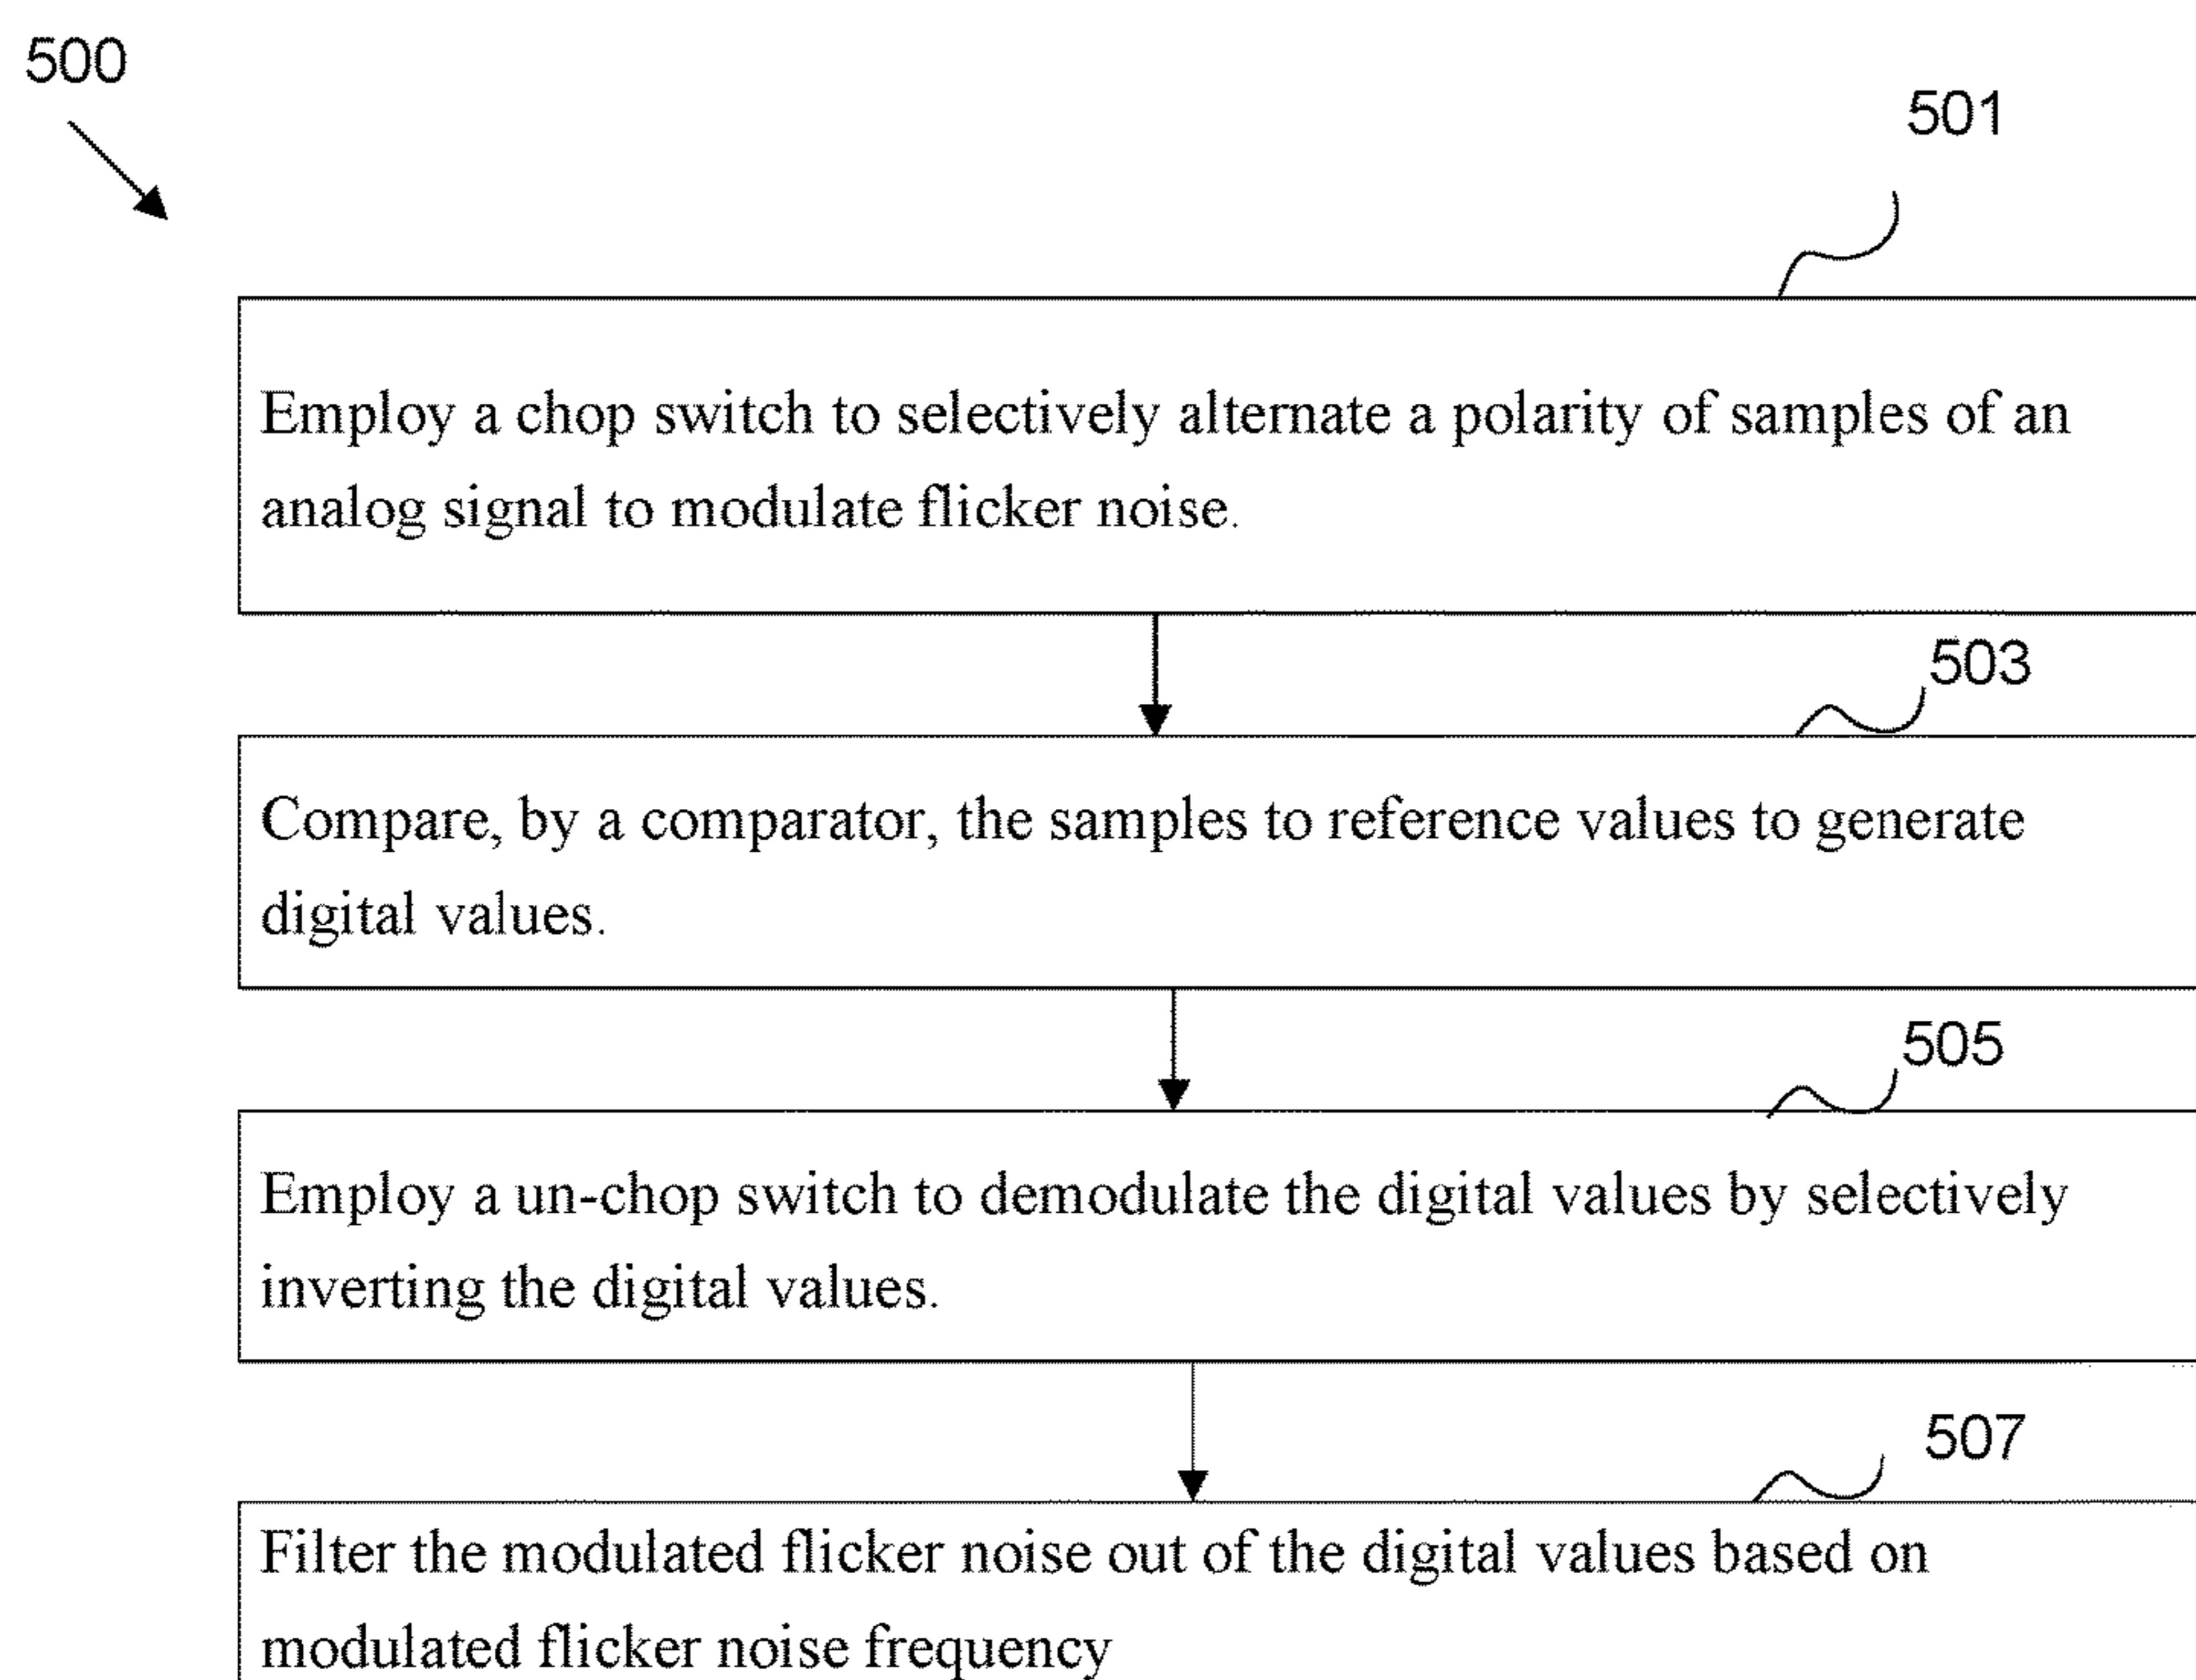 500
501
Employ a chop switch to selectively alternate a polarity of samples of an
analog signal to modulate flicker noise.
503
Compare, by a comparator, the samples to reference values to generate
digital values.
505
Employ a un-chop switch to demodulate the digital values by selectively
inverting the digital values.
507
Filter the modulated flicker noise out of the digital values based on
modulated flicker noise frequency